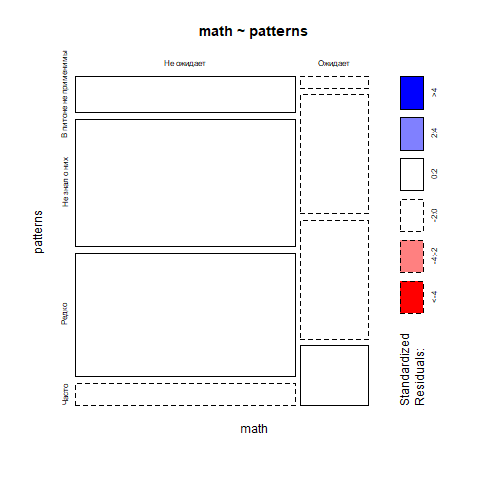 math ~ patterns
Не ожидает
Ожидает
В питоне не применимы
Не знал о них
Редко
Часто
patterns
math
>4
2:4
0:2
-2:0
-4:-2
<-4
Standardized
Residuals: